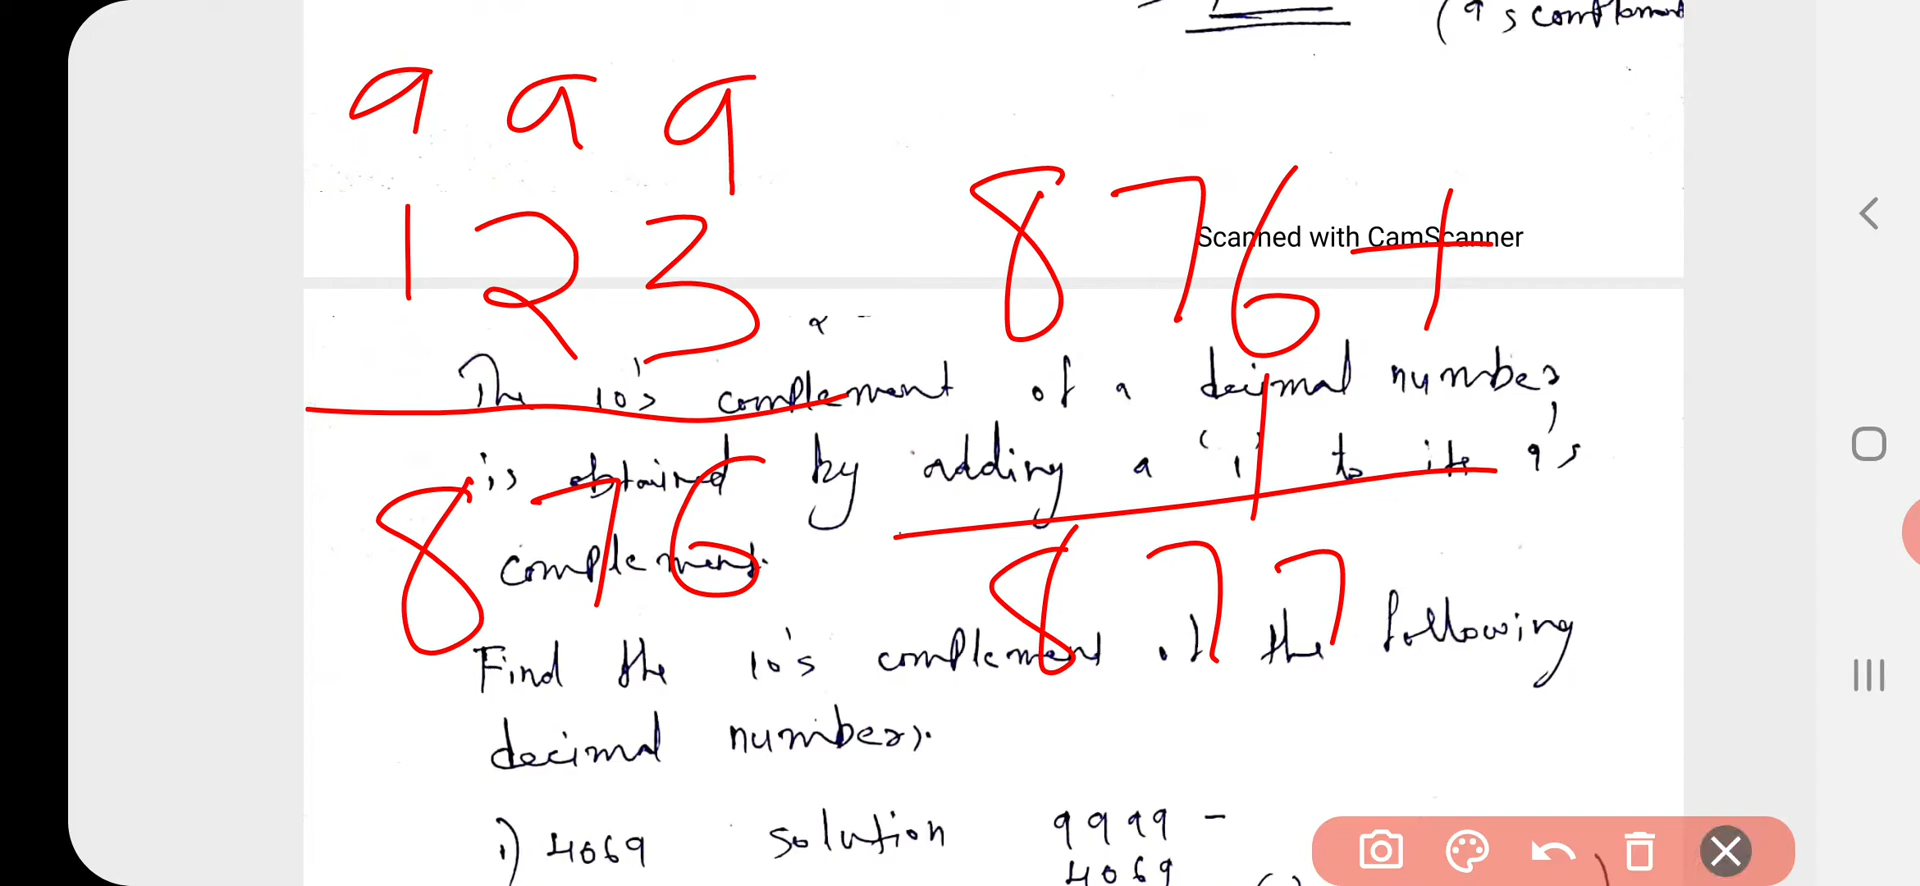 (9's complement
9 9 9
1 2 3
8 7 6 +
Scanned with CamScanner
The 10's complement of a decimal number,
1
is obtained by adding a '1' to its 9's
8 7 6
complement.
8 7 7
Find the 10's complement of the following
decimal numbers.
i) 4069 solution 9999 -
4069